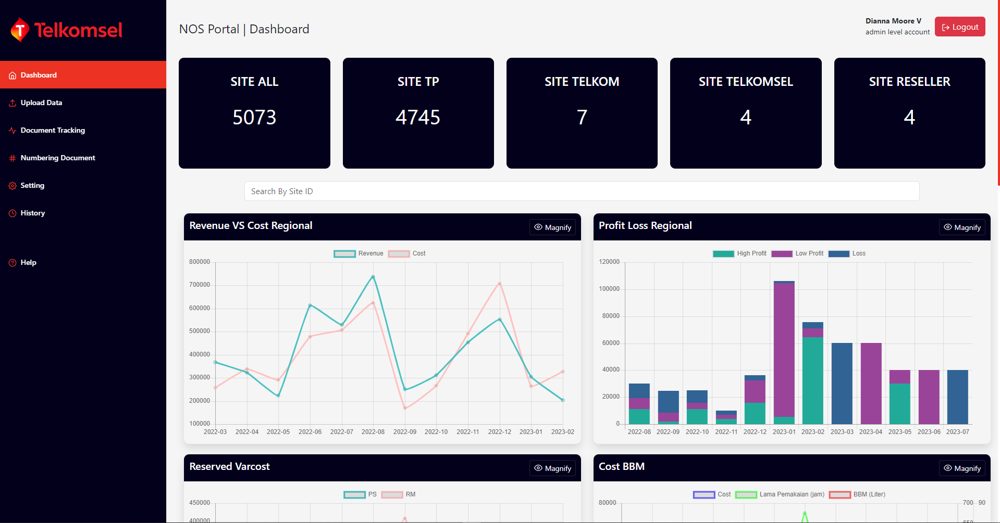 Telkomsel
Dashboard
Upload Data
Document Tracking
Numbering Document
Setting
History
Help
NOS Portal | Dashboard
Dianna Moore V
admin level account
Logout
SITE ALL
5073
SITE TP
4745
SITE TELKOM
7
SITE TELKOMSEL
4
SITE RESELLER
4
Search By Site ID
Revenue VS Cost Regional
Magnify
Revenue Cost
800000
700000
600000
500000
400000
300000
200000
100000
2022-03 2022-04 2022-05 2022-06 2022-07 2022-08 2022-09 2022-10 2022-11 2022-12 2023-01 2023-02
Profit Loss Regional
Magnify
High Profit Low Profit Loss
120000
100000
80000
60000
40000
20000
0
2022-08 2022-09 2022-10 2022-11 2022-12 2023-01 2023-02 2023-03 2023-04 2023-05 2023-06 2023-07
Reserved Varcost
Magnify
PS RM
450000
400000
Cost BBM
Magnify
Cost Lama Pemakaian (jam) BBM (Liter)
80000
700 90
650